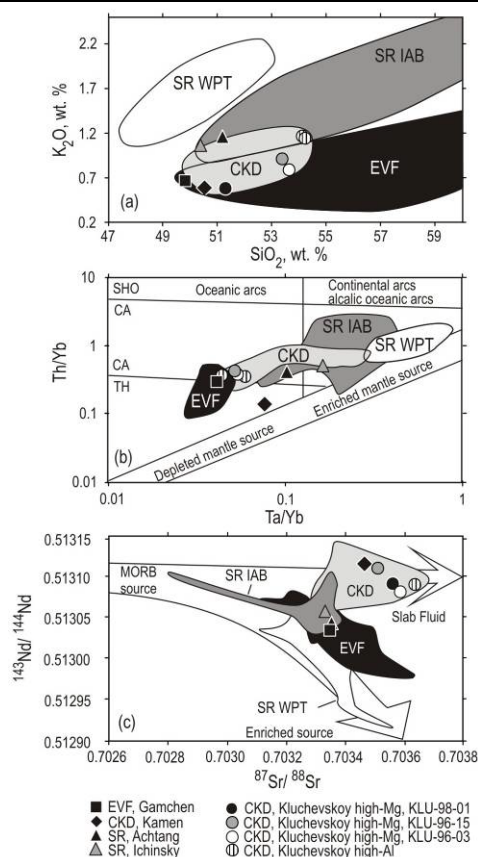 2.2
1.7
1.2
0.7
0.2
K2O, wt. %
SR WPT
SR IAB
CKD
EVF
(a)
47 49 51 53 55 57 59
SiO2, wt. %
10
1
0.1
0.01
Th/Yb
SHO
CA
CA
TH
Oceanic arcs
Continental arcs
alcalic oceanic arcs
SR IAB
SR WPT
CKD
EVF
Depleted mantle source
Enriched mantle source
(b)
0.01 0.1 1
Ta/Yb
0.51315
0.51310
0.51305
0.51300
0.51295
0.51290
143Nd/ 144Nd
MORB
source
SR IAB
CKD
Slab Fluid
EVF
SR WPT
Enriched source
(c)
0.7026 0.7028 0.7030 0.7032 0.7034 0.7036 0.7038
87Sr/ 88Sr
EVF, Gamchen
CKD, Kamen
SR, Achtang
SR, Ichinsky
CKD, Kluchevskoy high-Mg, KLU-98-01
CKD, Kluchevskoy high-Mg, KLU-96-15
CKD, Kluchevskoy high-Mg, KLU-96-03
CKD, Kluchevskoy high-Al